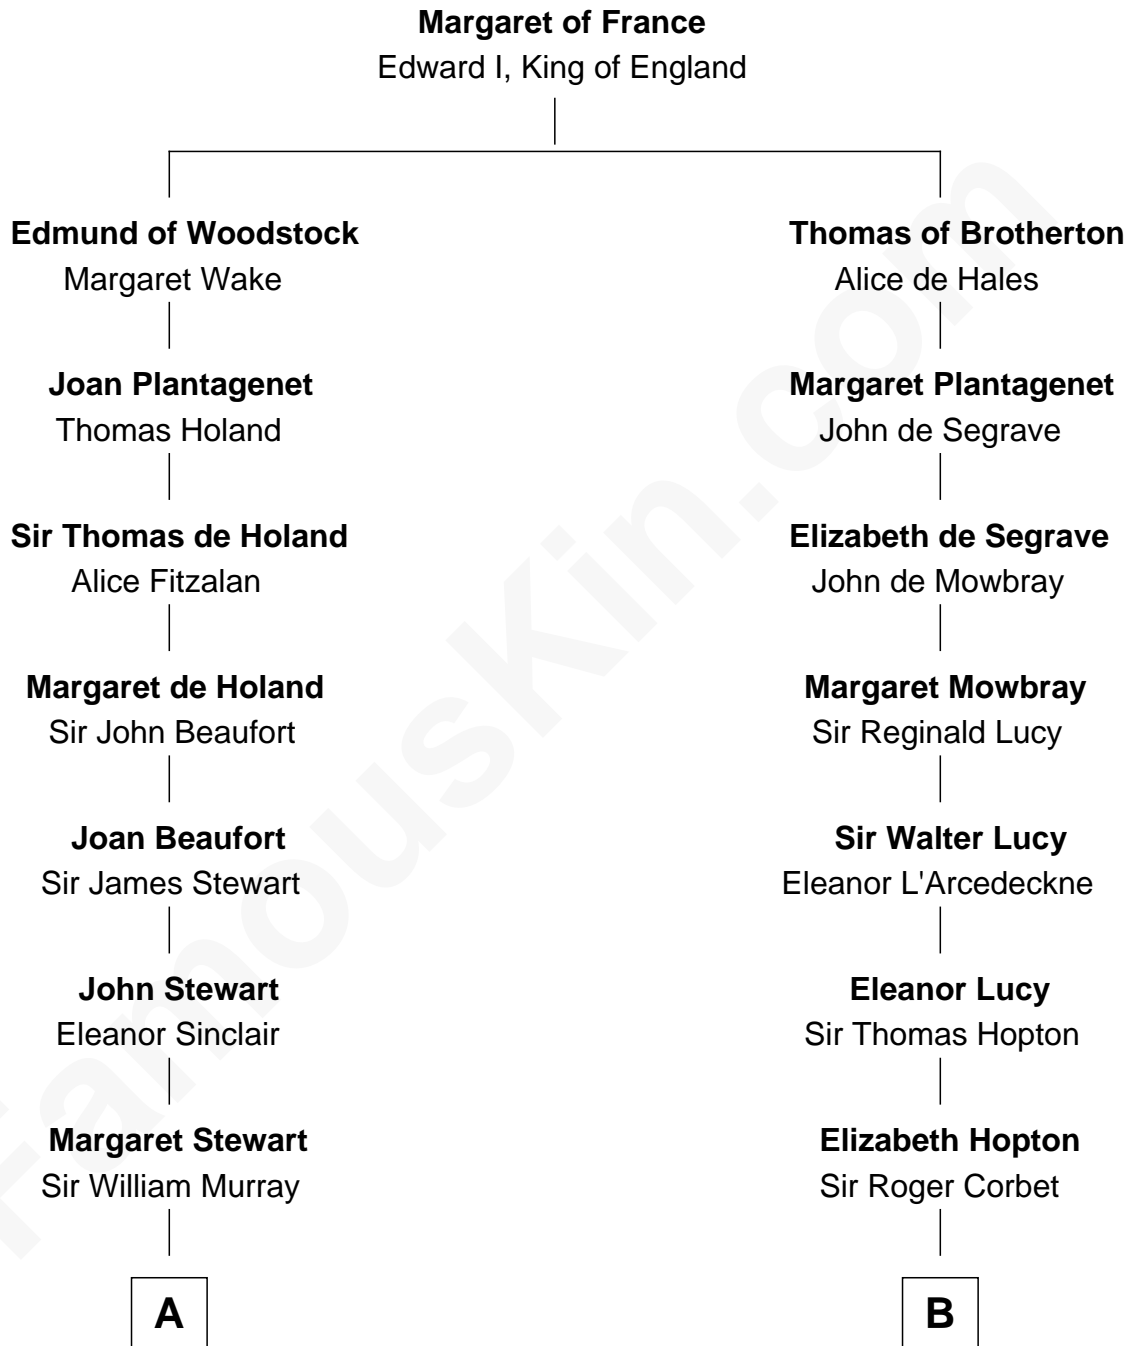 Margaret of France
Edward I, King of England
Edmund of Woodstock
Margaret Wake
Thomas of Brotherton
Alice de Hales
Joan Plantagenet
Thomas Holand
Margaret Plantagenet
John de Segrave
Sir Thomas de Holand
Alice Fitzalan
Elizabeth de Segrave
John de Mowbray
Margaret de Holand
Sir John Beaufort
Margaret Mowbray
Sir Reginald Lucy
Joan Beaufort
Sir James Stewart
Sir Walter Lucy
Eleanor L'Arcedeckne
John Stewart
Eleanor Sinclair
Eleanor Lucy
Sir Thomas Hopton
Margaret Stewart
Sir William Murray
Elizabeth Hopton
Sir Roger Corbet
A
B
FamousKin.com